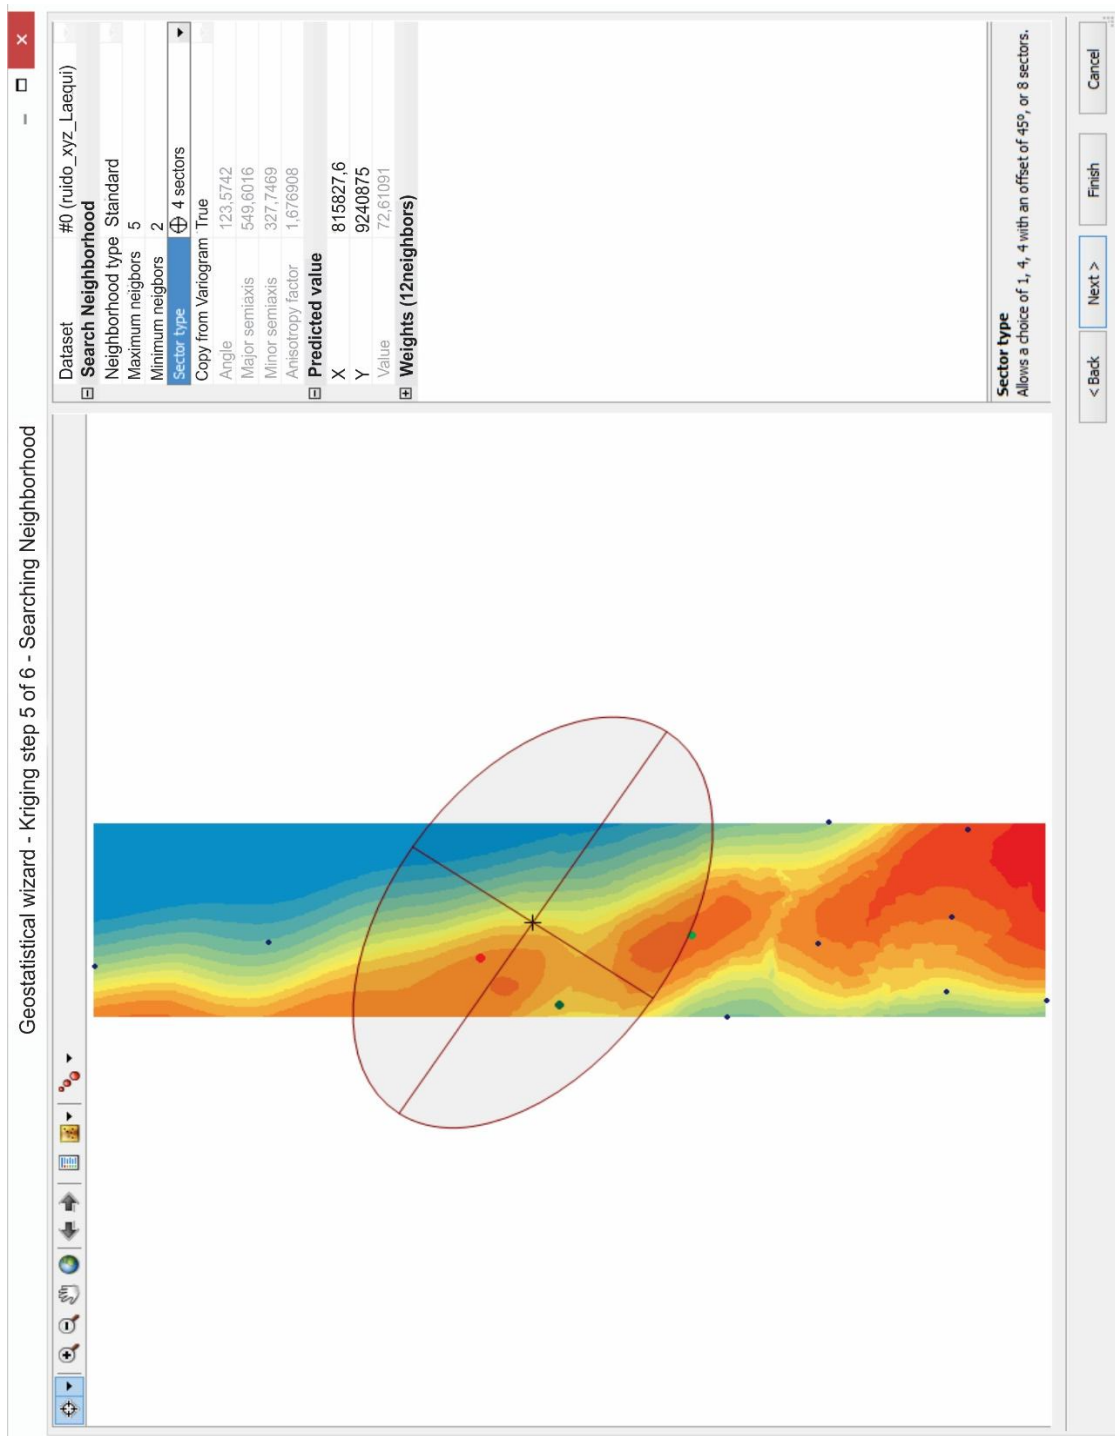 Geostatistical wizard - Kriging step 5 of 6 - Searching Neighborhood
Dataset #0 (ruido_xyz_Laequi)
Search Neighborhood
Neighborhood type Standard
Maximum neigbors 5
Minimum neigbors 2
Sector type 4 sectors
Copy from Variogram True
Angle 123,5742
Major semiaxis 549,6016
Minor semiaxis 327,7469
Anisotropy factor 1,676908
Predicted value
X 815827,6
Y 9240875
Value 72,61091
Weights (12neighbors)
Sector type
Allows a choice of 1, 4, 4 with an offset of 45º, or 8 sectors.
< Back Next > Finish Cancel